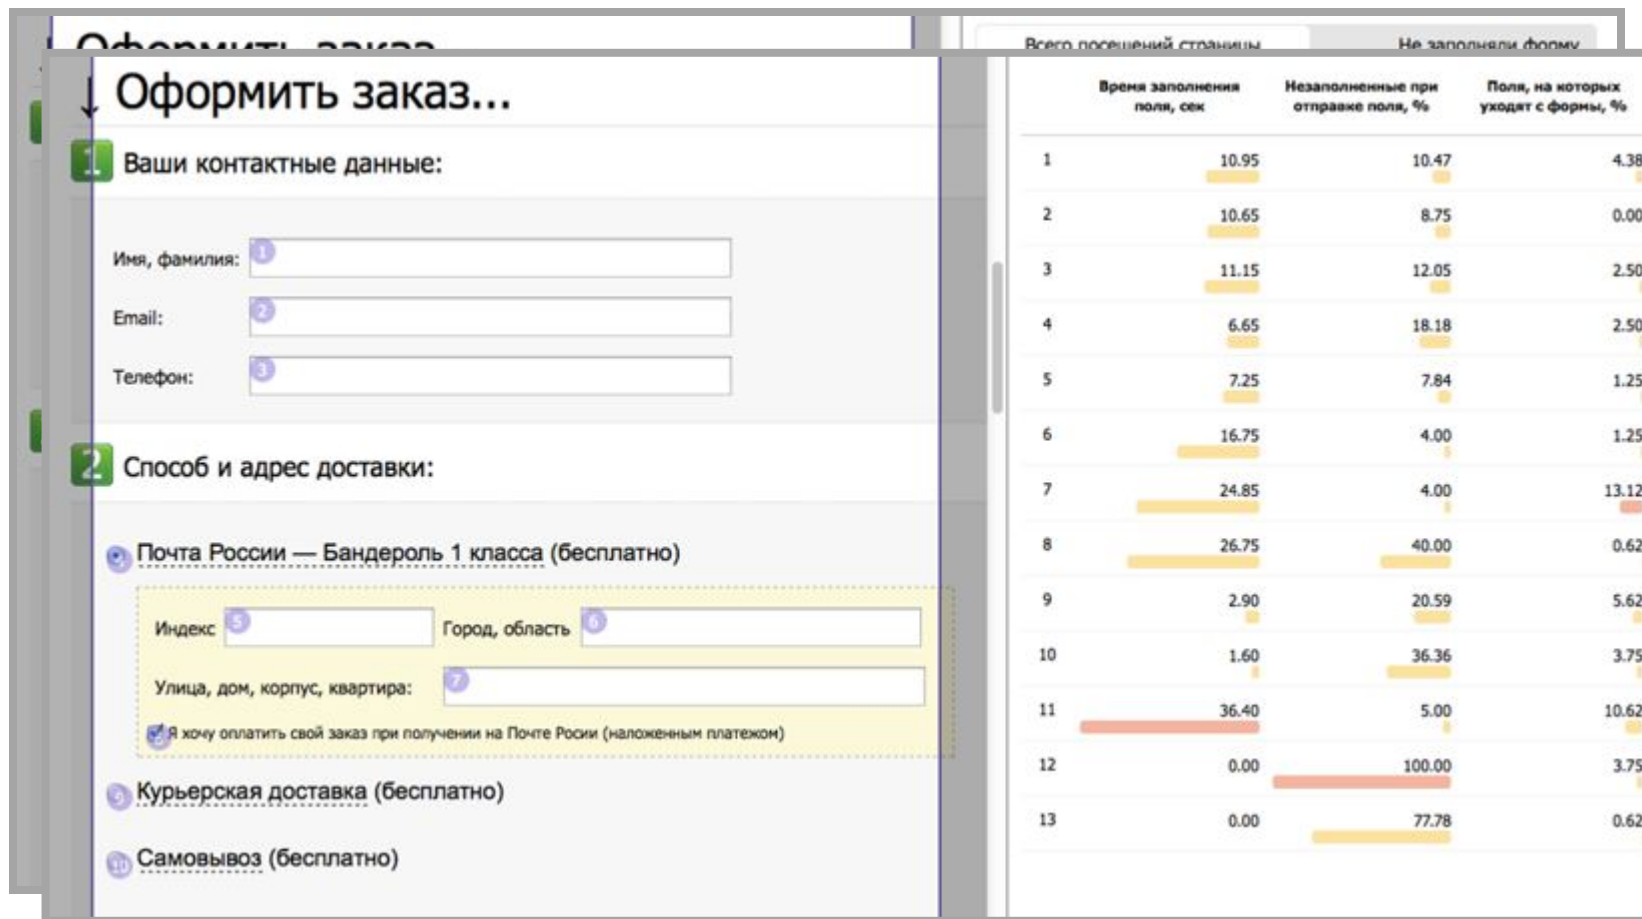 Оформить заказ
Всего посещений страницы
Не заполняли форму
↓ Оформить заказ...
1 Ваши контактные данные:
Имя, фамилия: 1
Email: 2
Телефон: 3
2 Способ и адрес доставки:
Почта России — Бандероль 1 класса (бесплатно)
Индекс 5 Город, область 6
Улица, дом, корпус, квартира: 7
Я хочу оплатить свой заказ при получении на Почте Росии (наложенным платежом)
9 Курьерская доставка (бесплатно)
10 Самовывоз (бесплатно)
Время заполнения
поля, сек
Незаполненные при
отправке поля, %
Поля, на которых
уходят с формы, %
1 10.95 10.47 4.38
2 10.65 8.75 0.00
3 11.15 12.05 2.50
4 6.65 18.18 2.50
5 7.25 7.84 1.25
6 16.75 4.00 1.25
7 24.85 4.00 13.12
8 26.75 40.00 0.62
9 2.90 20.59 5.62
10 1.60 36.36 3.75
11 36.40 5.00 10.62
12 0.00 100.00 3.75
13 0.00 77.78 0.62